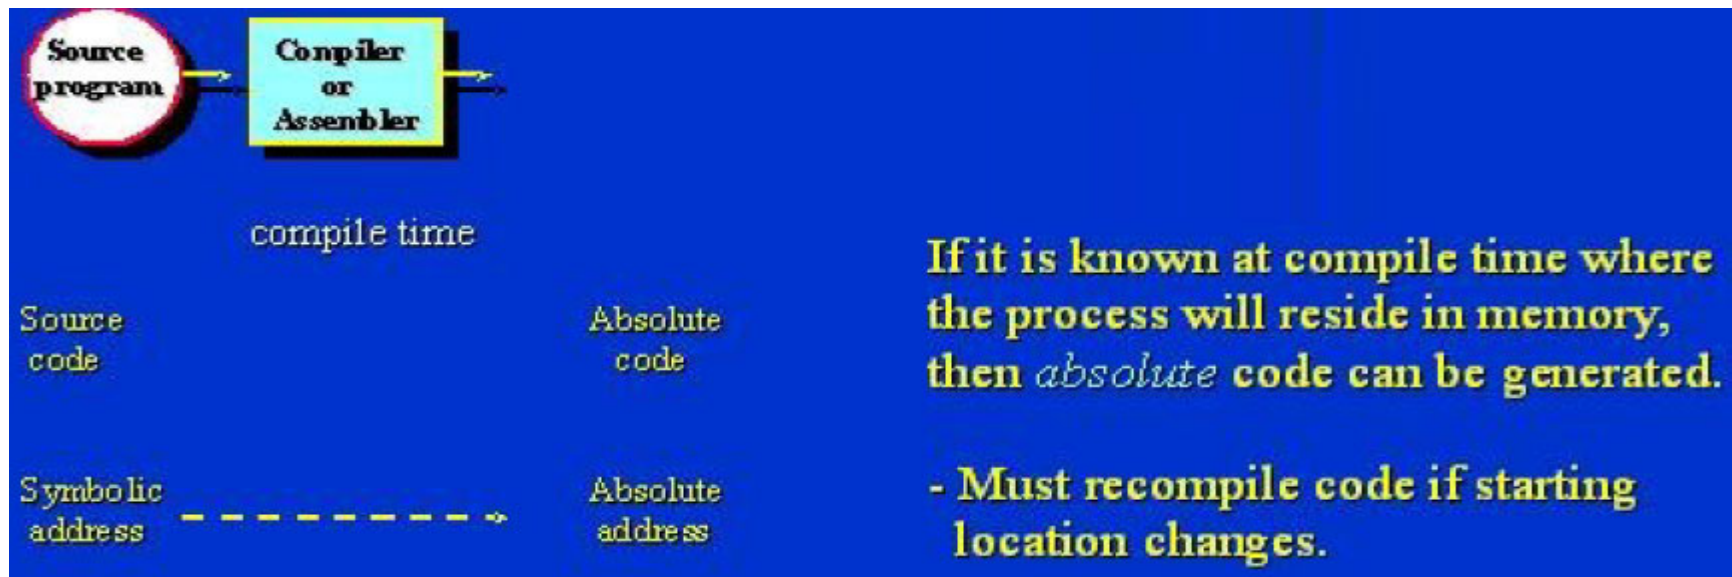 Source
program
Compiler
or
Assembler
compile time
Source
code
Absolute
code
Symbolic
address
Absolute
address
If it is known at compile time where
the process will reside in memory,
then absolute code can be generated.
- Must recompile code if starting
location changes.